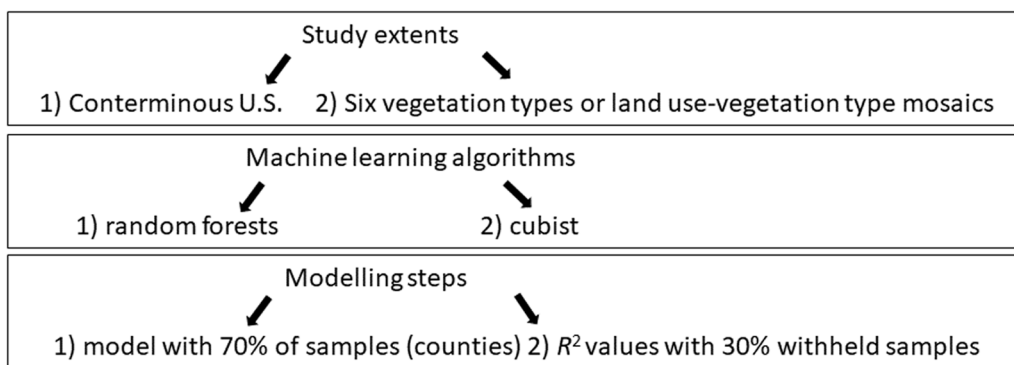 Study extents
1) Conterminous U.S. 2) Six vegetation types or land use-vegetation type mosaics
Machine learning algorithms
1) random forests 2) cubist
Modelling steps
1) model with 70% of samples (counties) 2) R² values with 30% withheld samples